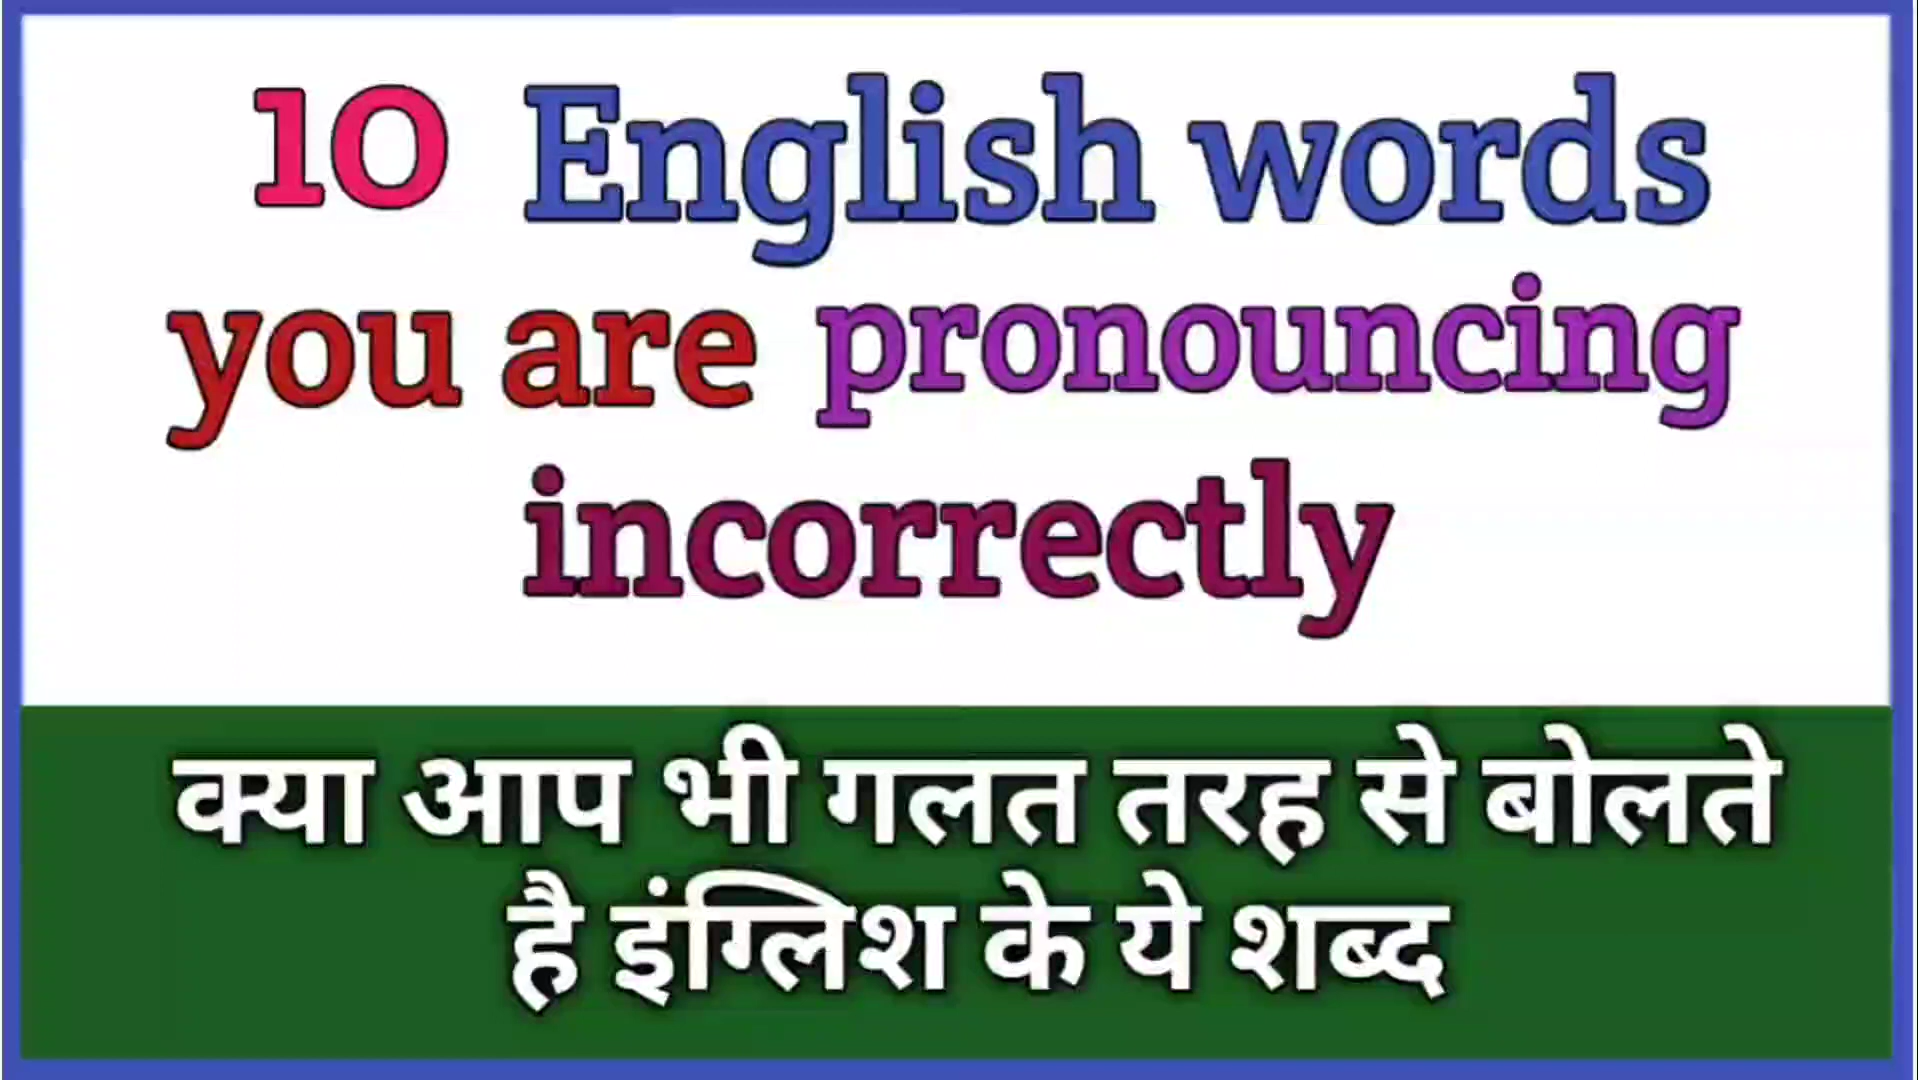 10 English words
you are pronouncing
incorrectly
क्या आप भी गलत तरह से बोलते
है इंग्लिश के ये शब्द